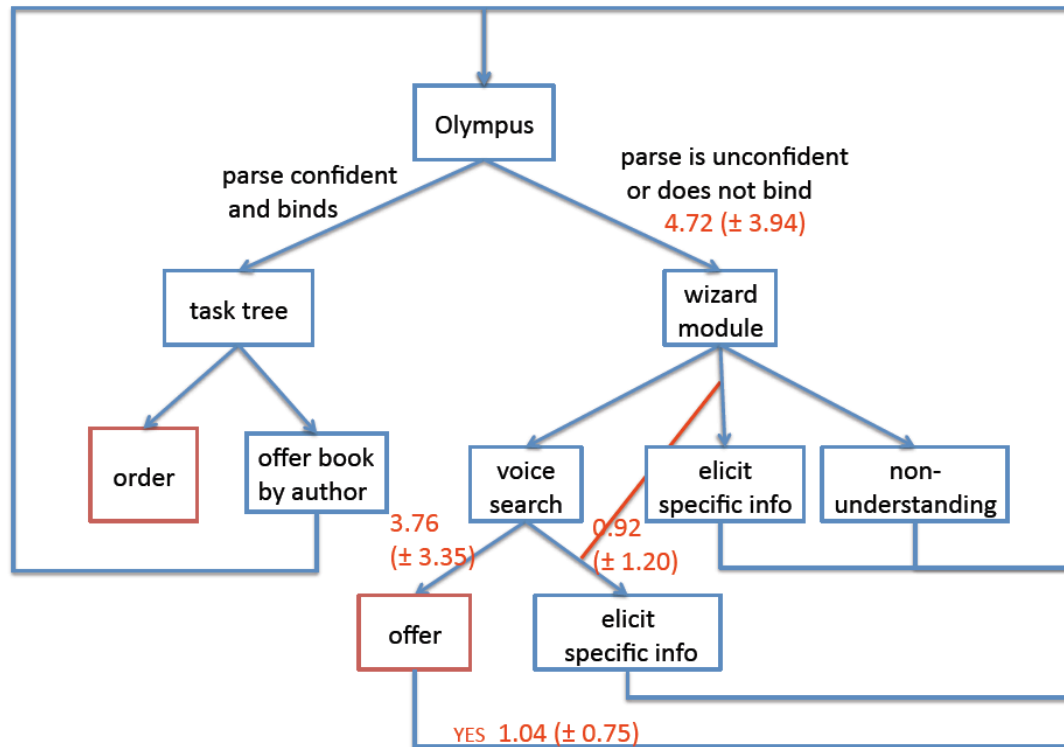 Olympus
parse confident
and binds
parse is unconfident
or does not bind
4.72 (± 3.94)
task tree
wizard
module
order
offer book
by author
voice
search
elicit
specific info
non-
understanding
3.76
(± 3.35)
0.92
(± 1.20)
offer
elicit
specific info
YES 1.04 (± 0.75)